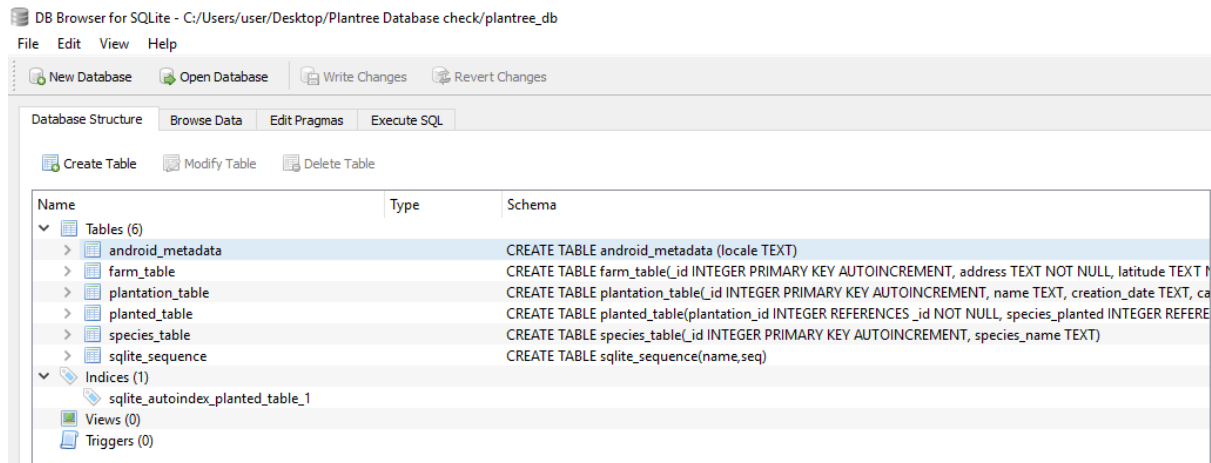 DB Browser for SQLite - C:/Users/user/Desktop/Plantree Database check/plantree_db
File Edit View Help
New Database Open Database Write Changes Revert Changes
Database Structure Browse Data Edit Pragmas Execute SQL
Create Table Modify Table Delete Table
Name Type Schema
Tables (6)
android_metadata CREATE TABLE android_metadata (locale TEXT)
farm_table CREATE TABLE farm_table(_id INTEGER PRIMARY KEY AUTOINCREMENT, address TEXT NOT NULL, latitude TEXT N
plantation_table CREATE TABLE plantation_table(_id INTEGER PRIMARY KEY AUTOINCREMENT, name TEXT, creation_date TEXT, ca
planted_table CREATE TABLE planted_table(plantation_id INTEGER REFERENCES _id NOT NULL, species_planted INTEGER REFERE
species_table CREATE TABLE species_table(_id INTEGER PRIMARY KEY AUTOINCREMENT, species_name TEXT)
sqlite_sequence CREATE TABLE sqlite_sequence(name,seq)
Indices (1)
sqlite_autoindex_planted_table_1
Views (0)
Triggers (0)